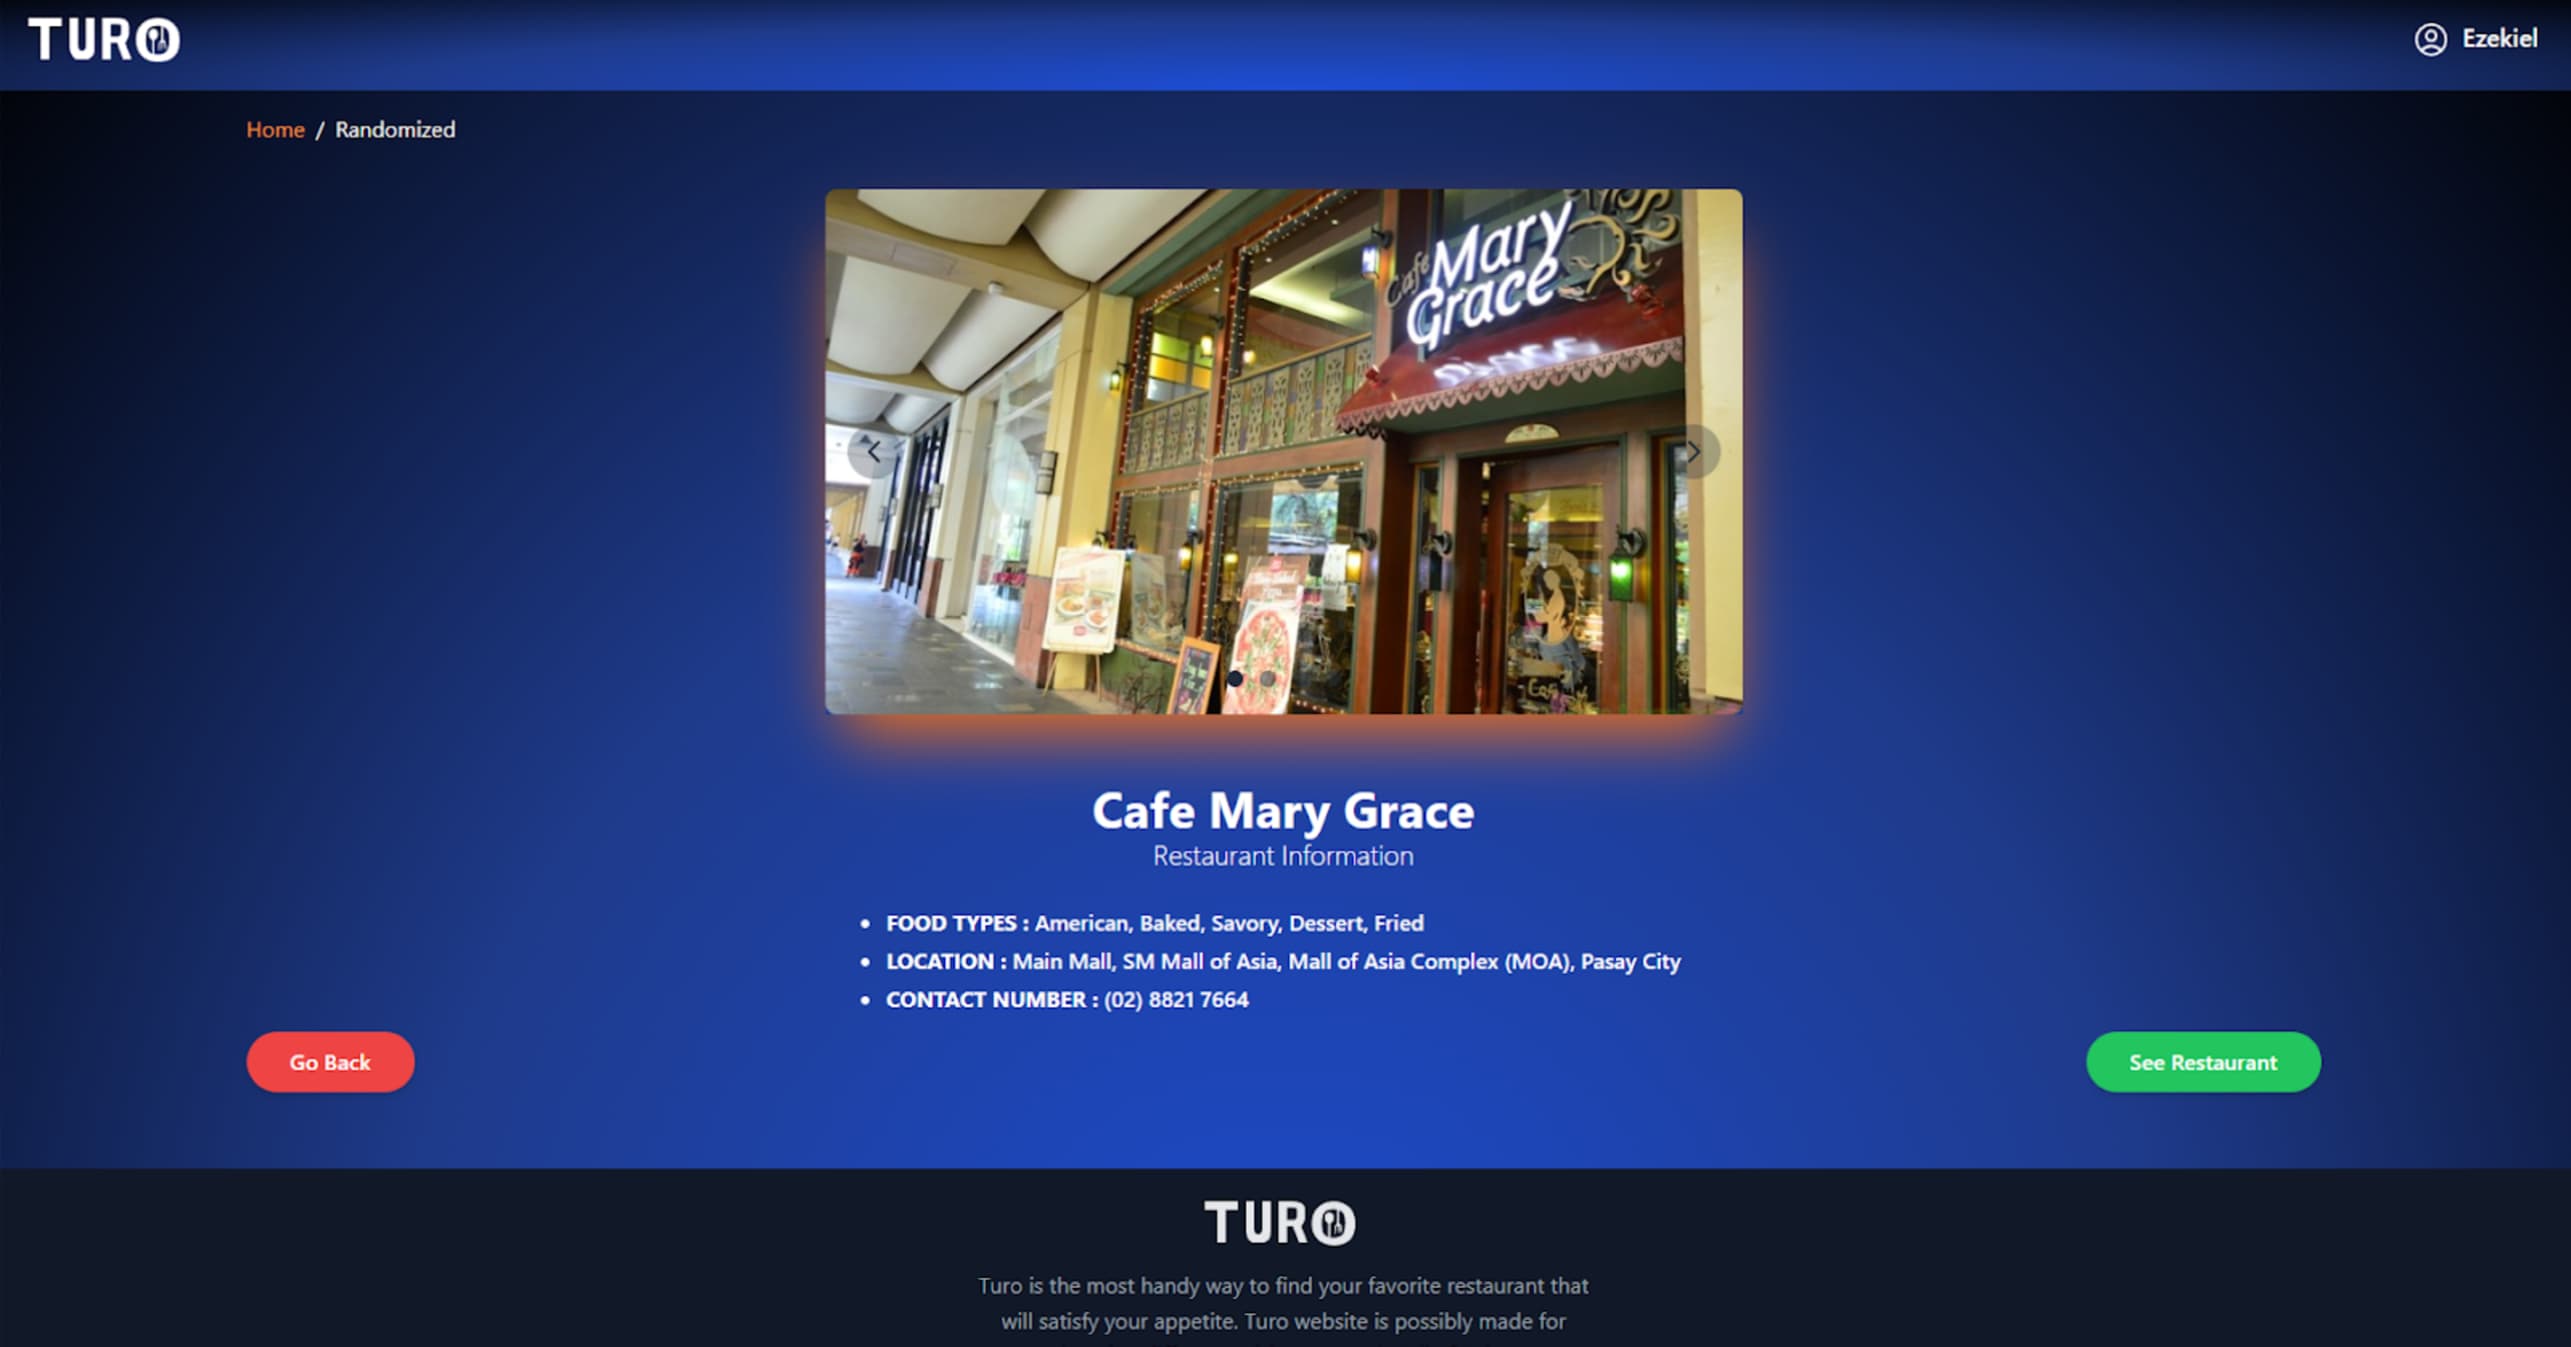 TURO
Ezekiel
Home / Randomized
Café
Mary
Grace
Cafe Mary Grace
Restaurant Information
• FOOD TYPES : American, Baked, Savory, Dessert, Fried
• LOCATION : Main Mall, SM Mall of Asia, Mall of Asia Complex (MOA), Pasay City
• CONTACT NUMBER : (02) 8821 7664
Go Back
See Restaurant
TURO
Turo is the most handy way to find your favorite restaurant that
will satisfy your appetite. Turo website is possibly made for